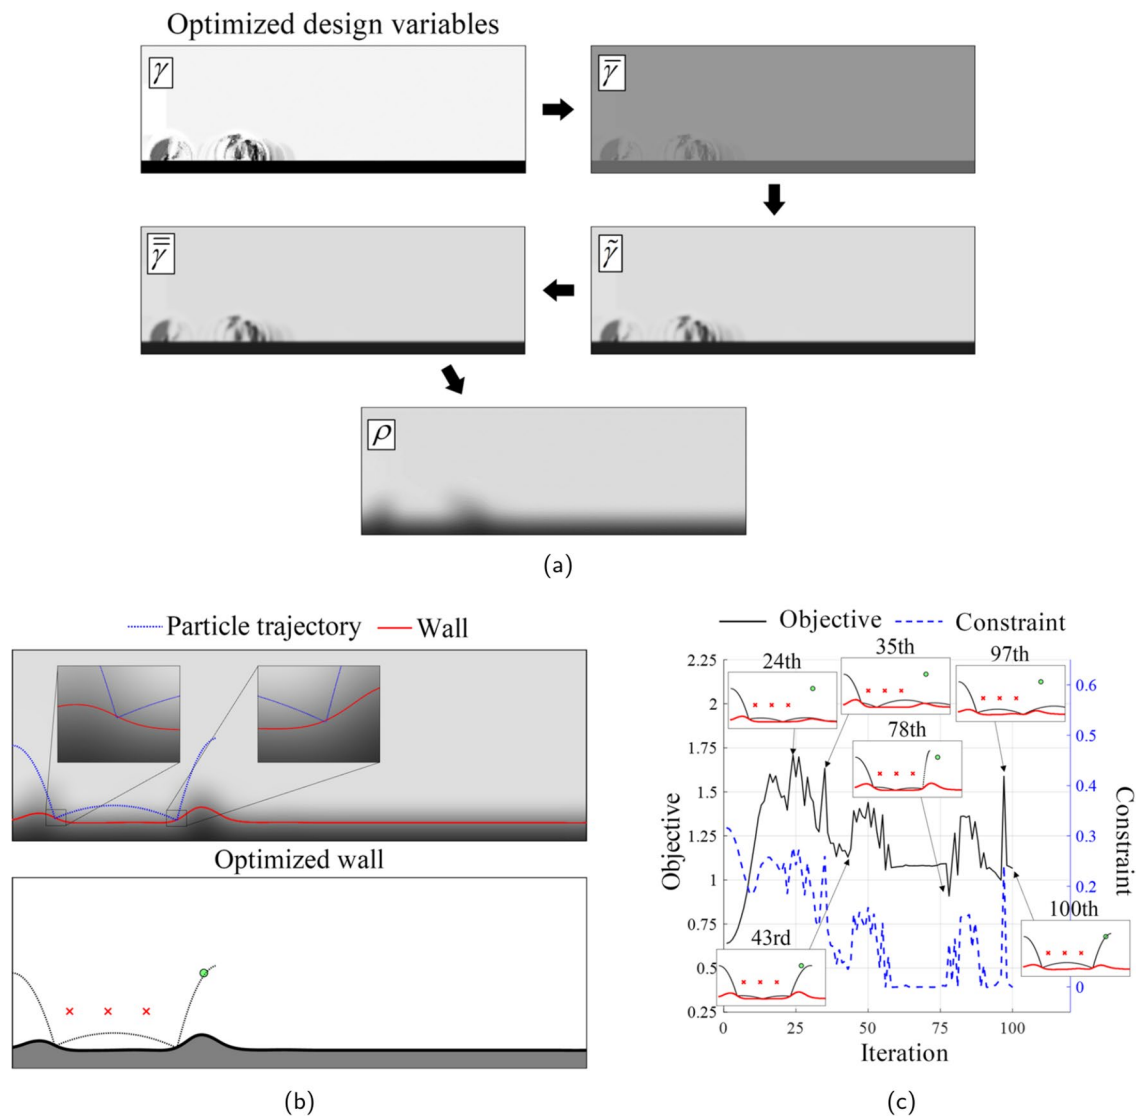 Optimized design variables
γ
γ̅
γ̿
γ̃
ρ
(a)
Particle trajectory Wall
Optimized wall
(b)
Objective Constraint
24th 35th 97th
78th
43rd
100th
2.25
2
1.75
1.5
1.25
1
0.75
0.5
0.25
0.6
0.5
0.4
0.3
0.2
0
0 25 50 75 100
Objective
Constraint
Iteration
(c)